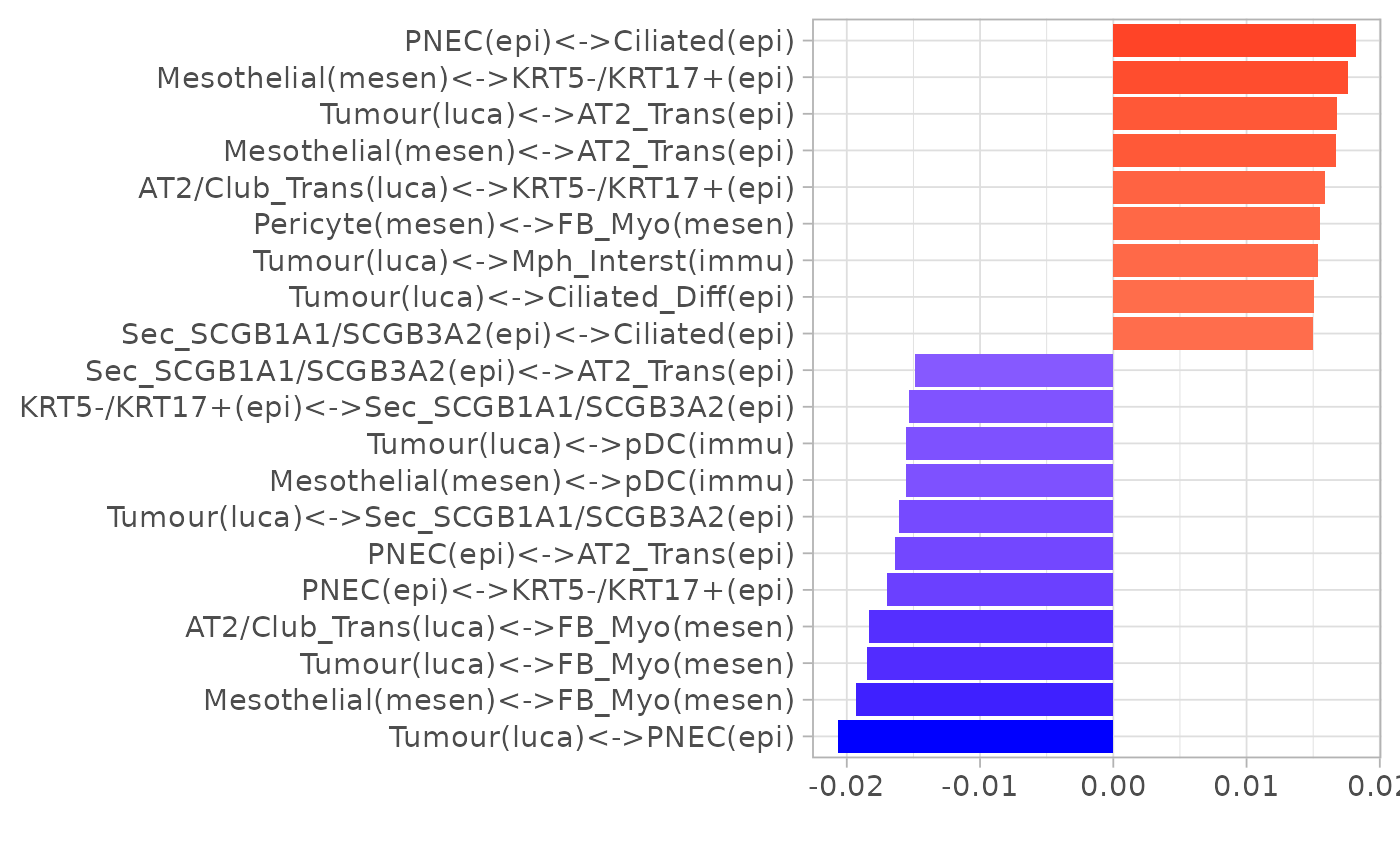 PNEC(epi)<->Ciliated(epi)
Mesothelial(mesen)<->KRT5-/KRT17+(epi)
Tumour(luca)<->AT2_Trans(epi)
Mesothelial(mesen)<->AT2_Trans(epi)
AT2/Club_Trans(luca)<->KRT5-/KRT17+(epi)
Pericyte(mesen)<->FB_Myo(mesen)
Tumour(luca)<->Mph_Interst(immu)
Tumour(luca)<->Ciliated_Diff(epi)
Sec_SCGB1A1/SCGB3A2(epi)<->Ciliated(epi)
Sec_SCGB1A1/SCGB3A2(epi)<->AT2_Trans(epi)
KRT5-/KRT17+(epi)<->Sec_SCGB1A1/SCGB3A2(epi)
Tumour(luca)<->pDC(immu)
Mesothelial(mesen)<->pDC(immu)
Tumour(luca)<->Sec_SCGB1A1/SCGB3A2(epi)
PNEC(epi)<->AT2_Trans(epi)
PNEC(epi)<->KRT5-/KRT17+(epi)
AT2/Club_Trans(luca)<->FB_Myo(mesen)
Tumour(luca)<->FB_Myo(mesen)
Mesothelial(mesen)<->FB_Myo(mesen)
Tumour(luca)<->PNEC(epi)
-0.02 -0.01 0.00 0.01 0.02